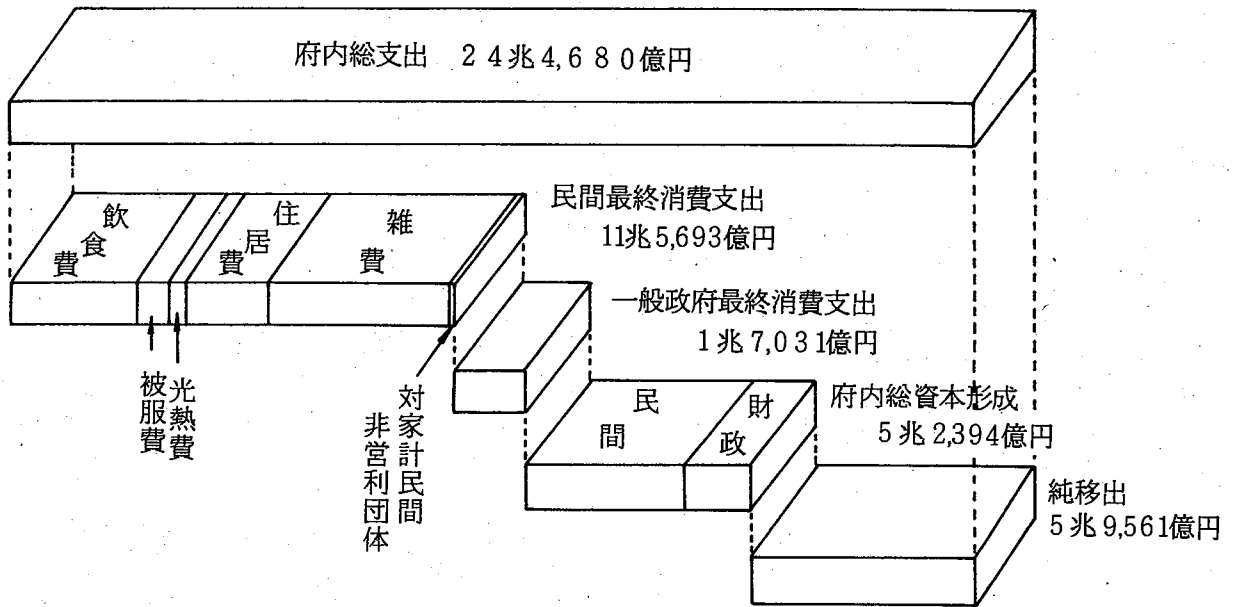 府内総支出 24兆4,680億円
民間最終消費支出
11兆5,693億円
飲食費
住居費
雑費
一般政府最終消費支出
1兆7,031億円
被服費
光熱費
対家計民間
非営利団体
民間
財政
府内総資本形成
5兆2,394億円
純移出
5兆9,561億円